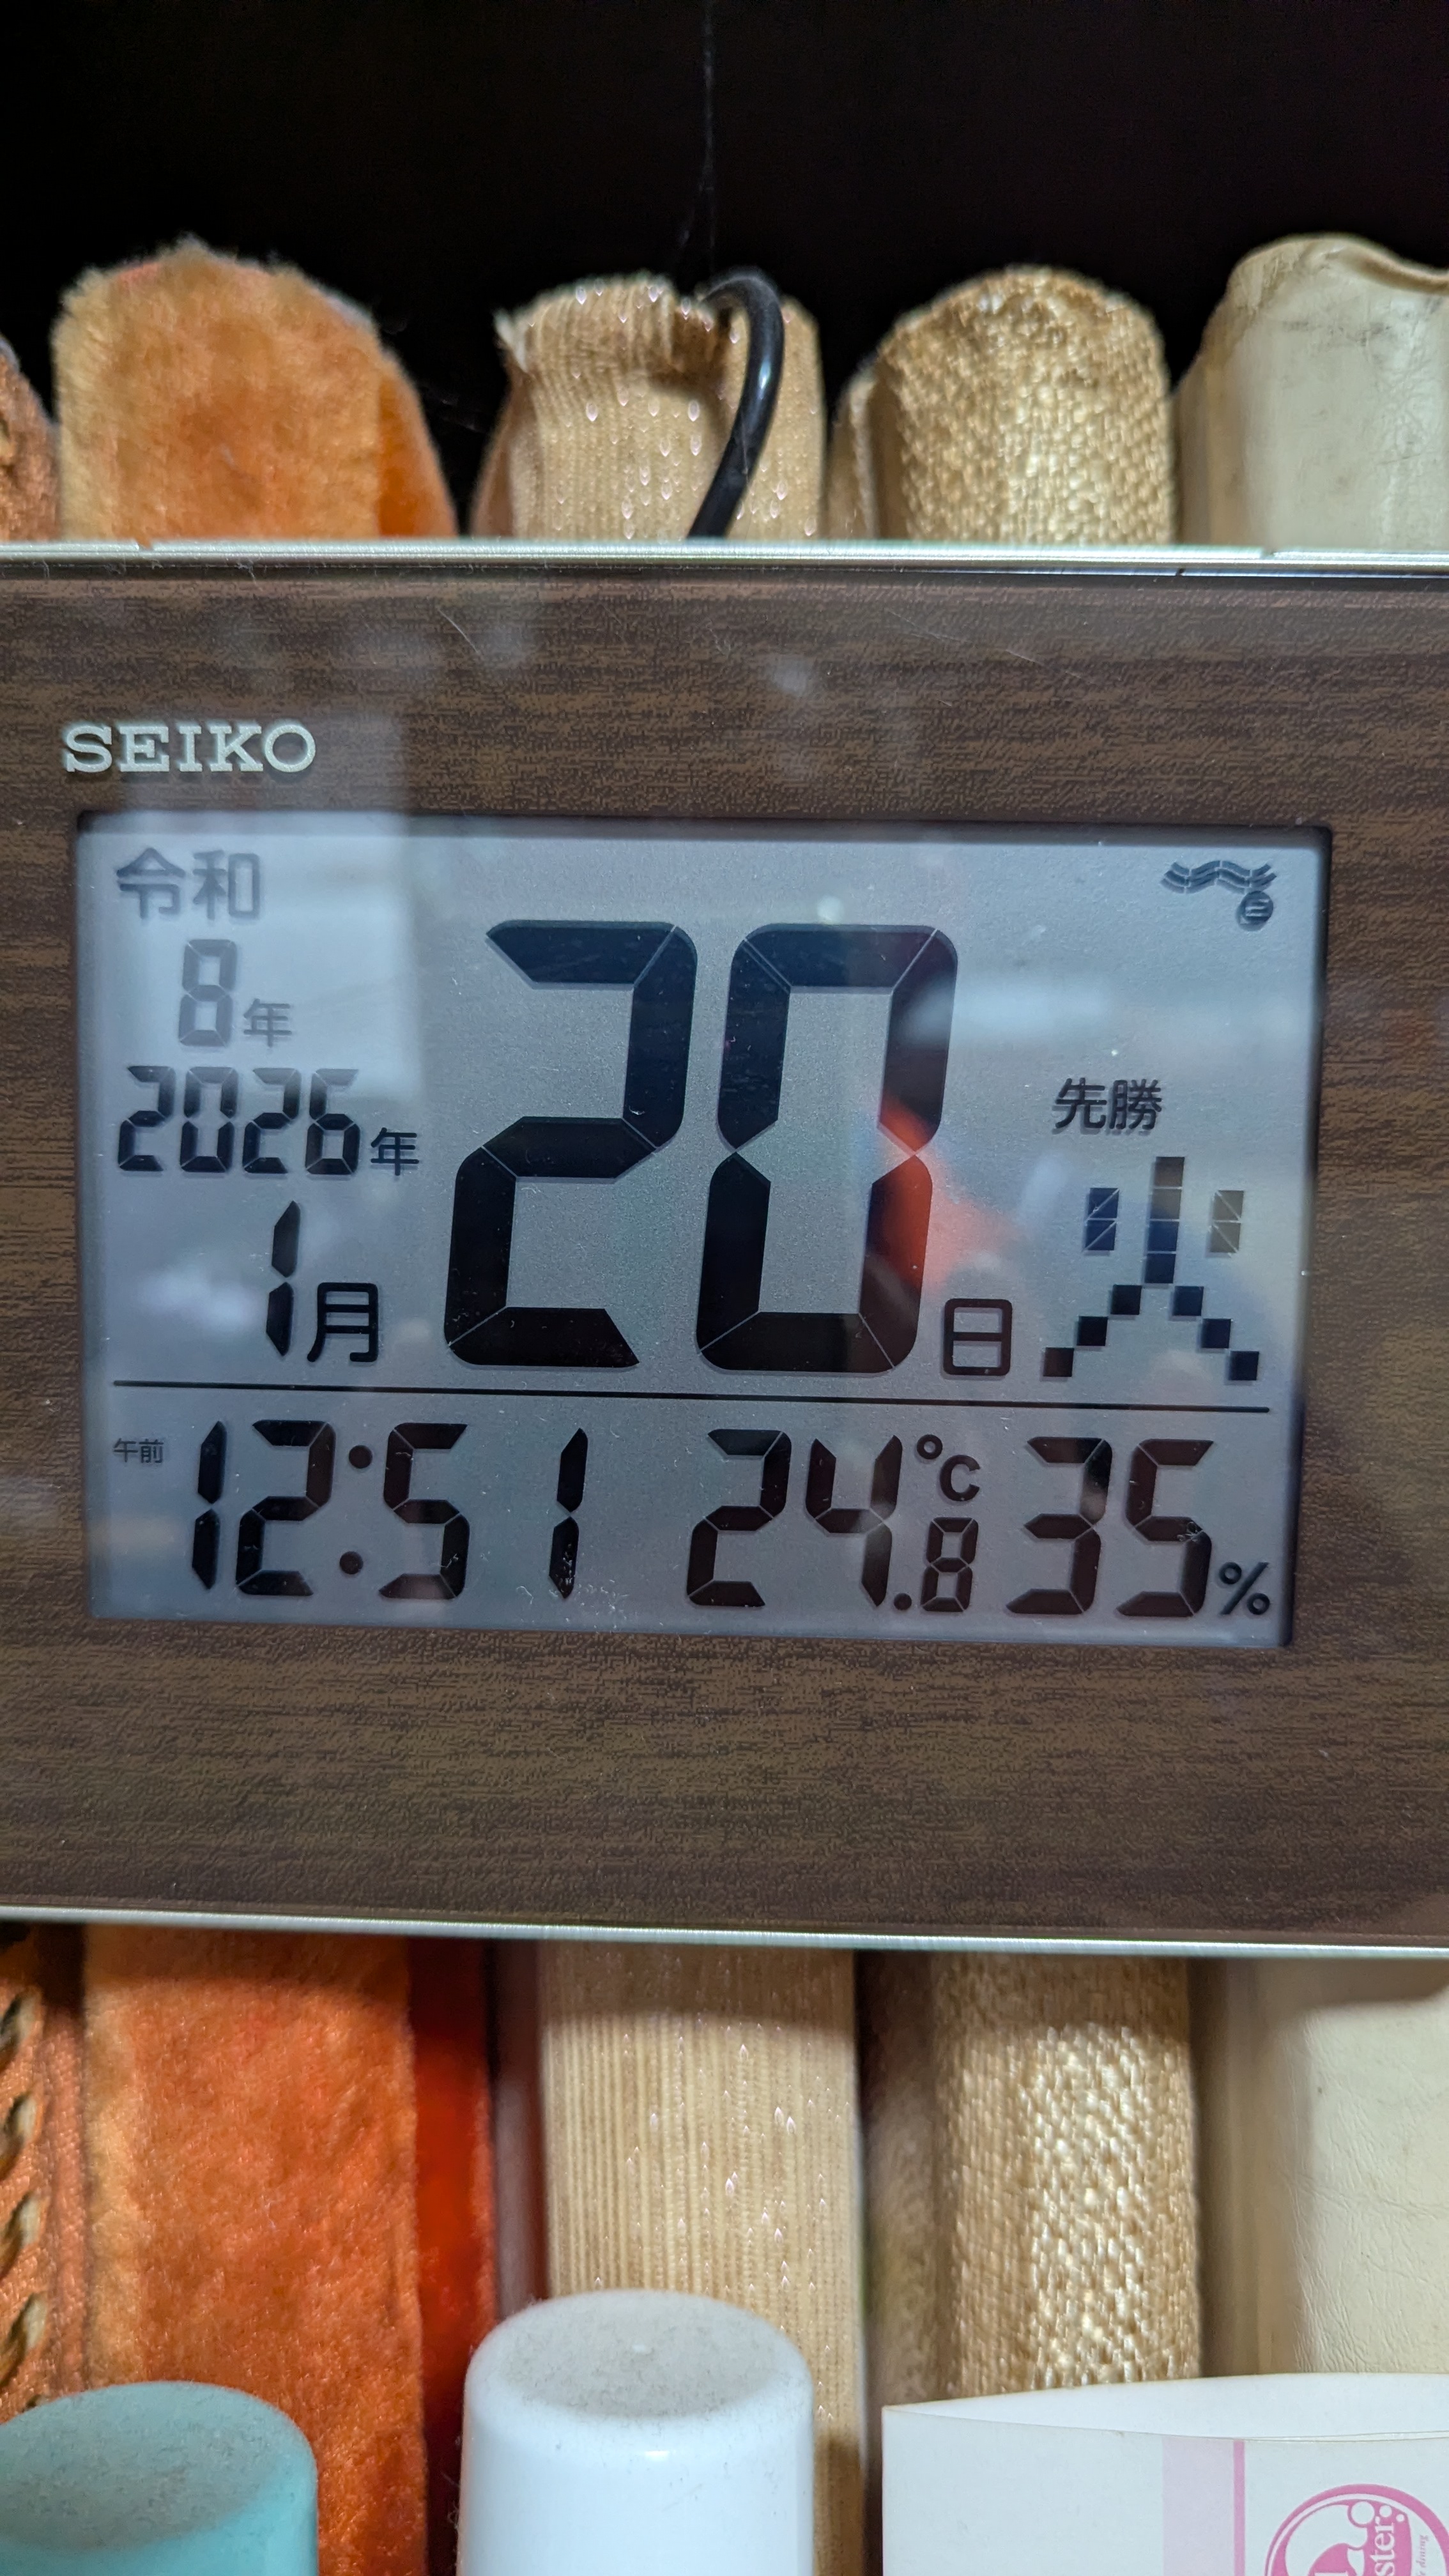 SEIKO
令和
8年
2026年
1月
20日
先勝
火
午前 12:51 24.8℃ 35%
ster